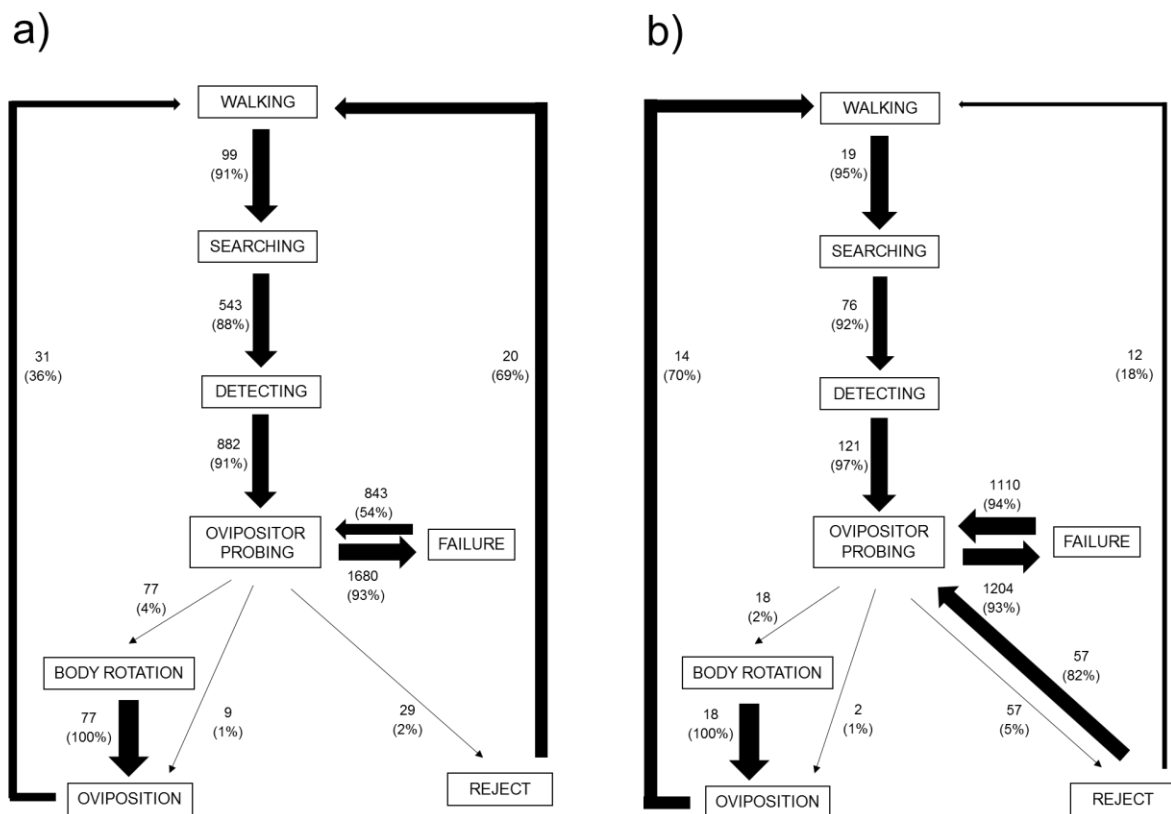 a)
WALKING
99
(91%)
SEARCHING
543
(88%)
31
(36%)
20
(69%)
DETECTING
882
(91%)
843
(54%)
OVIPOSITOR
PROBING
FAILURE
1680
(93%)
77
(4%)
BODY ROTATION
77
(100%)
9
(1%)
29
(2%)
OVIPOSITION
REJECT
b)
WALKING
19
(95%)
SEARCHING
76
(92%)
14
(70%)
12
(18%)
DETECTING
121
(97%)
1110
(94%)
OVIPOSITOR
PROBING
FAILURE
1204
(93%)
18
(2%)
57
(82%)
BODY ROTATION
18
(100%)
2
(1%)
57
(5%)
OVIPOSITION
REJECT